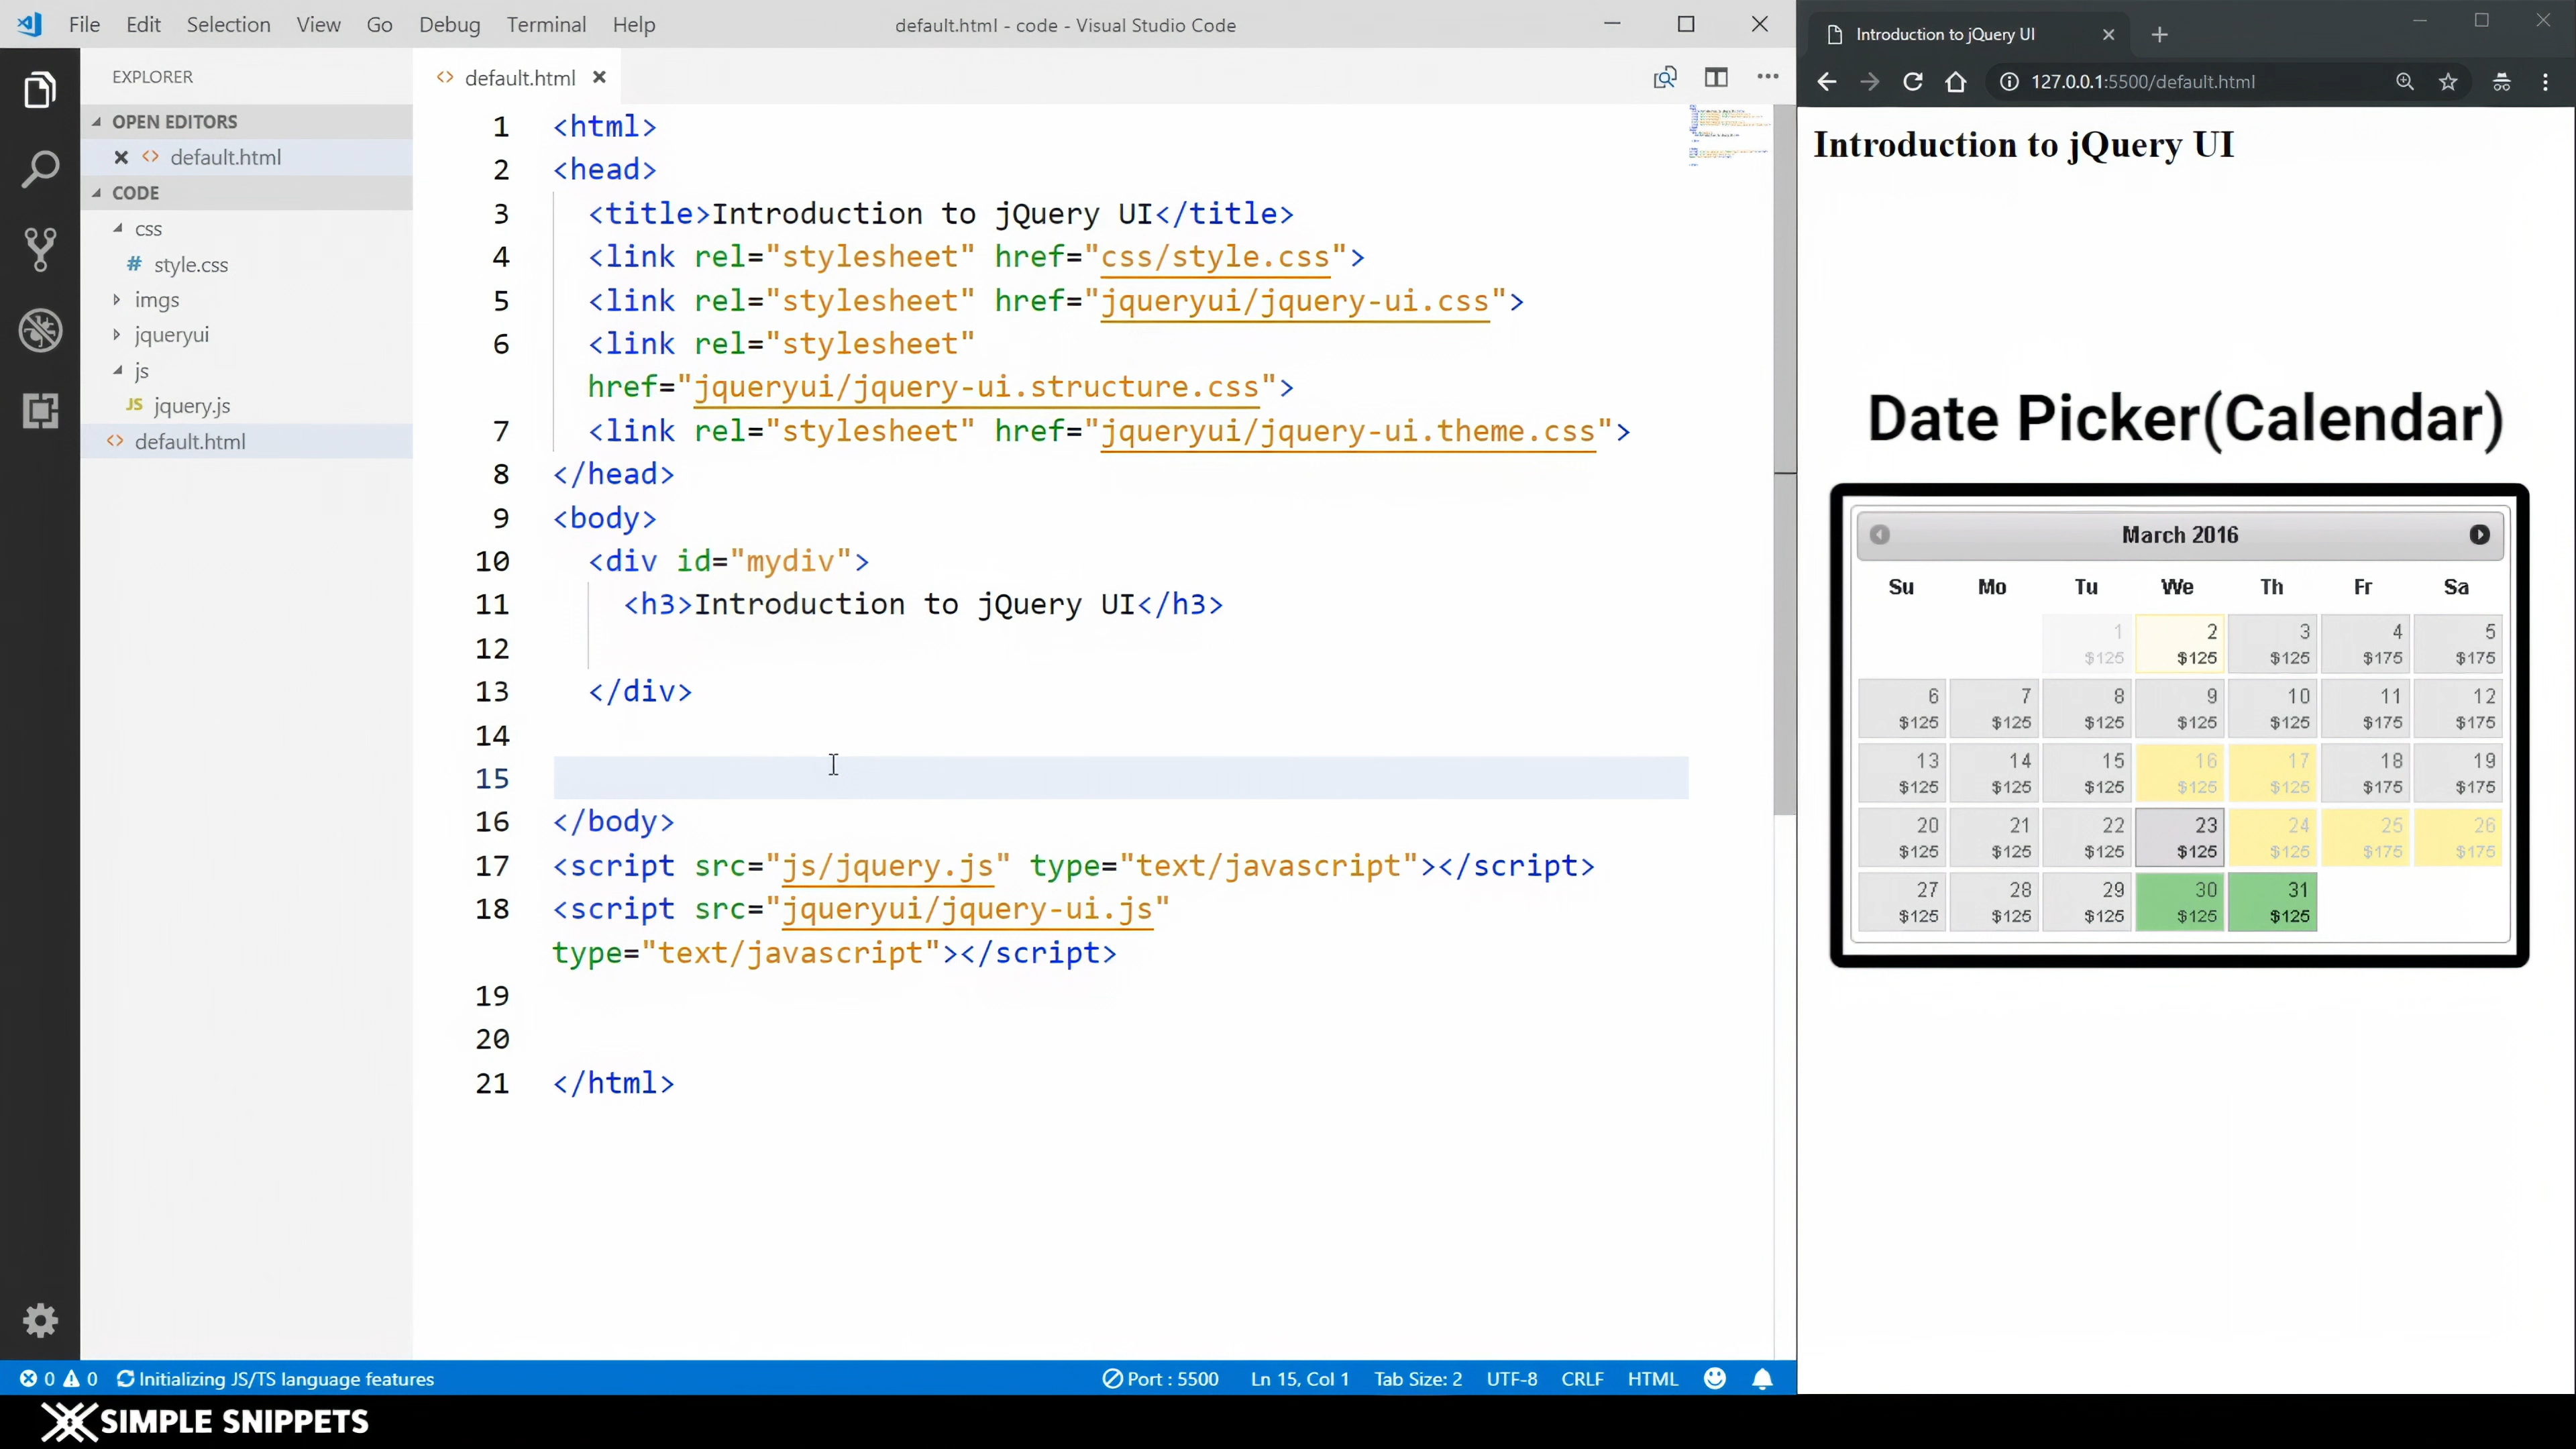 File Edit Selection View Go Debug Terminal Help
default.html - code - Visual Studio Code
EXPLORER
OPEN EDITORS
default.html
CODE
css
# style.css
imgs
jqueryui
js
JS jquery.js
<> default.html
<> default.html
1 <html>
2 <head>
3 <title>Introduction to jQuery UI</title>
4 <link rel="stylesheet" href="css/style.css">
5 <link rel="stylesheet" href="jqueryui/jquery-ui.css">
6 <link rel="stylesheet"
href="jqueryui/jquery-ui.structure.css">
7 <link rel="stylesheet" href="jqueryui/jquery-ui.theme.css">
8 </head>
9 <body>
10 <div id="mydiv">
11 <h3>Introduction to jQuery UI</h3>
12
13 </div>
14
15
16 </body>
17 <script src="js/jquery.js" type="text/javascript"></script>
18 <script src="jqueryui/jquery-ui.js"
type="text/javascript"></script>
19
20
21 </html>
0 0 Initializing JS/TS language features
Port : 5500 Ln 15, Col 1 Tab Size: 2 UTF-8 CRLF HTML
SIMPLE SNIPPETS
Introduction to jQuery UI
127.0.0.1:5500/default.html
Introduction to jQuery UI
Date Picker(Calendar)
March 2016
Su Mo Tu We Th Fr Sa
1 2 3 4 5
$125 $125 $125 $175 $175
6 7 8 9 10 11 12
$125 $125 $125 $125 $125 $175 $175
13 14 15 16 17 18 19
$125 $125 $125 $125 $125 $175 $175
20 21 22 23 24 25 26
$125 $125 $125 $125 $125 $175 $175
27 28 29 30 31
$125 $125 $125 $125 $125